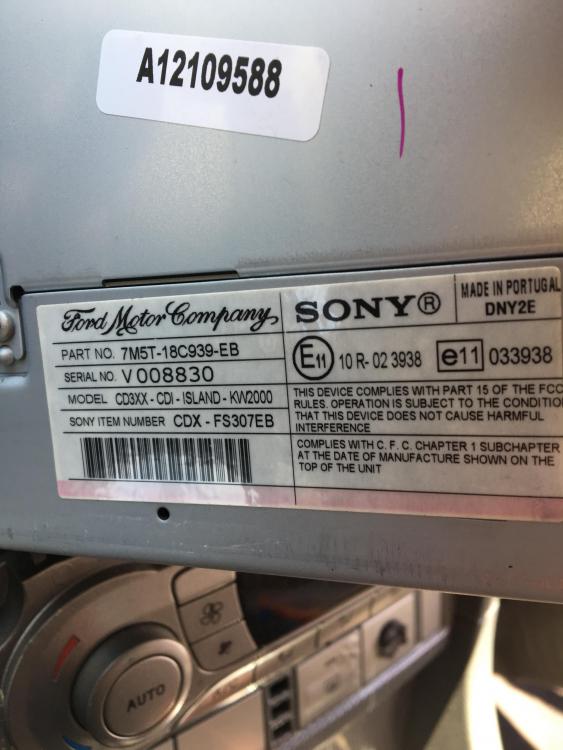 A12109588
Ford Motor Company
PART NO. 7M5T-18C939-EB
SERIAL NO. V008830
MODEL CD3XX - CDI - ISLAND - KW2000
SONY ITEM NUMBER CDX - FS307EB
SONY®
MADE IN PORTUGAL
DNY2E
E11 10 R- 02 3938
e11 033938
THIS DEVICE COMPLIES WITH PART 15 OF THE FCC
RULES. OPERATION IS SUBJECT TO THE CONDITIO
THAT THIS DEVICE DOES NOT CAUSE HARMFUL
INTERFERENCE
COMPLIES WITH C. F. C. CHAPTER 1 SUBCHAPTER
AT THE DATE OF MANUFACTURE SHOWN ON THE
TOP OF THE UNIT
AUTO